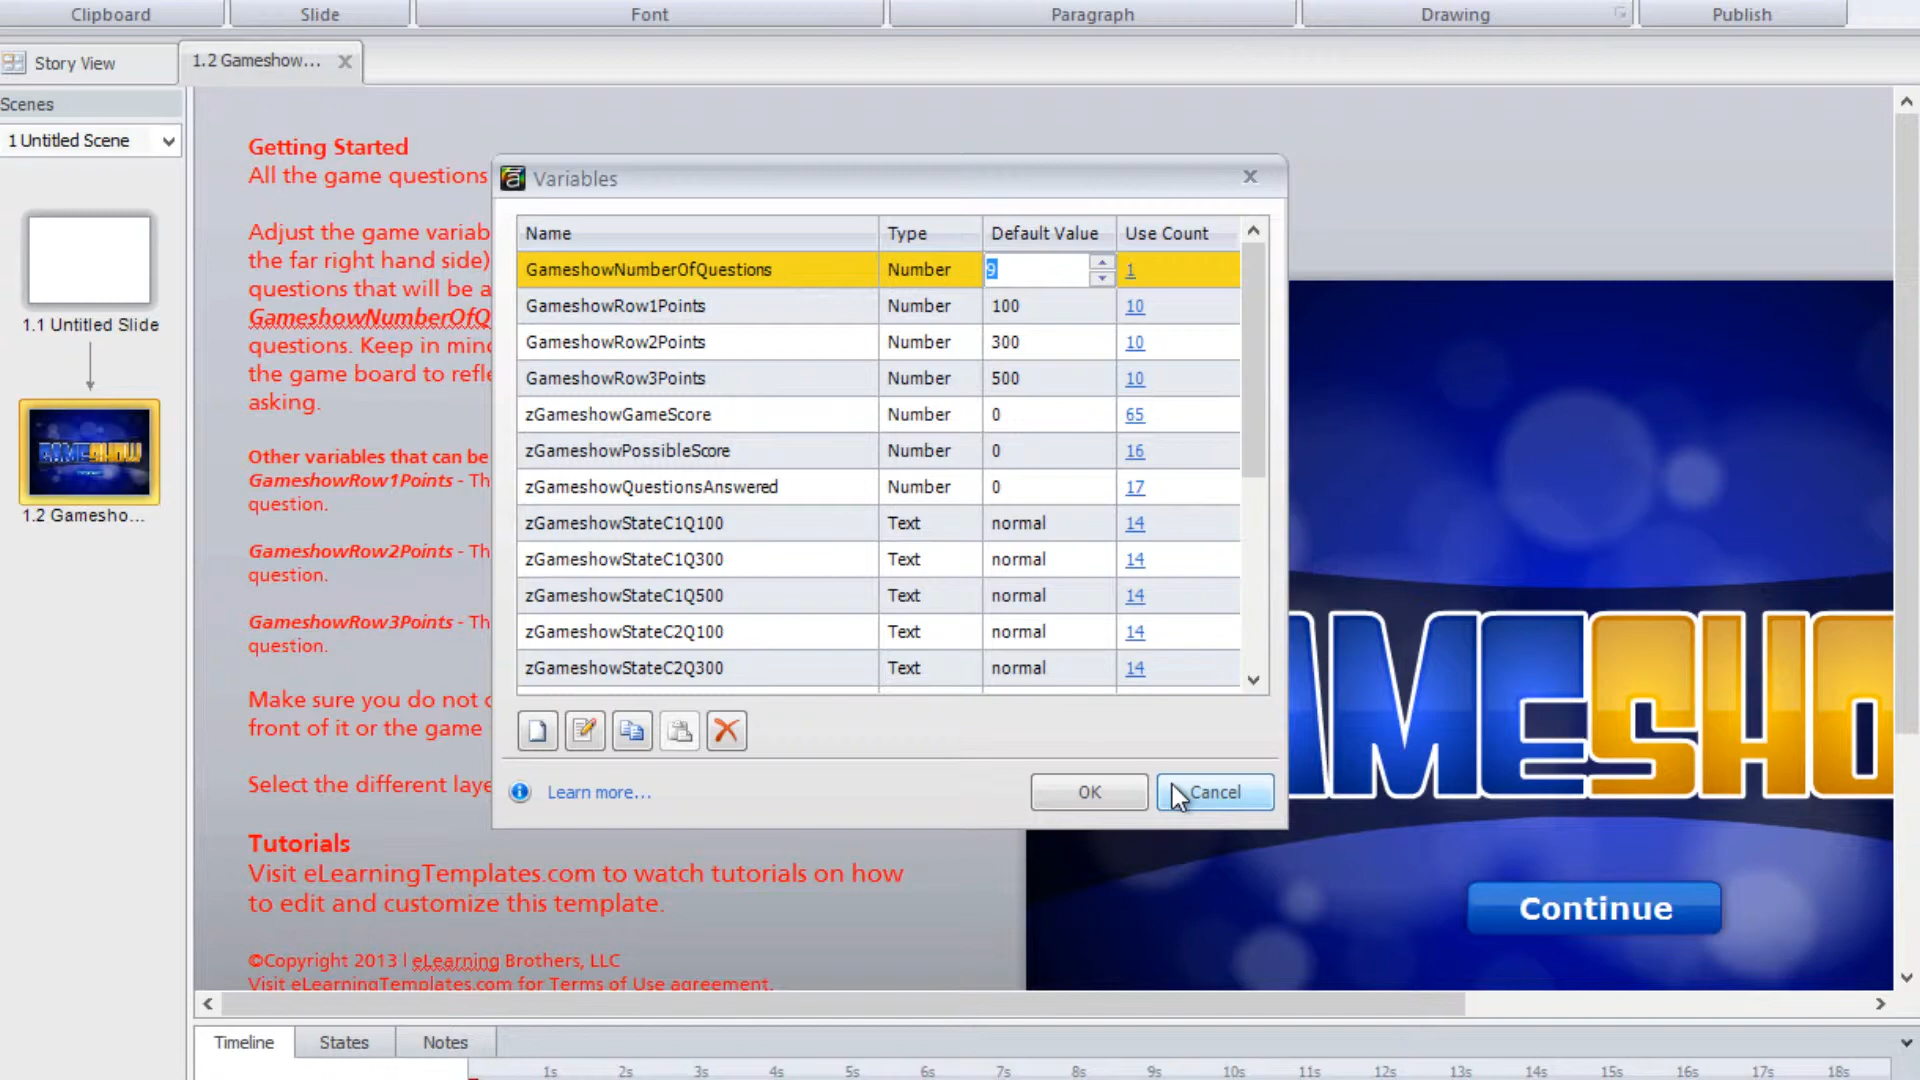 Clipboard Slide Font Paragraph Drawing Publish
Story View 1.2 Gameshow...
Scenes
1 Untitled Scene
1.1 Untitled Slide
GAMESHOW
1.2 Gamesho...
Getting Started
All the game questions
Adjust the game variab
the far right hand side)
questions that will be a
GameshowNumberOfQ
questions. Keep in mind
the game board to refle
asking.
Other variables that can be
GameshowRow1Points - Th
question.
GameshowRow2Points - Th
question.
GameshowRow3Points - Th
question.
Make sure you do not c
front of it or the game
Select the different laye
Tutorials
Visit eLearningTemplates.com to watch tutorials on how
to edit and customize this template.
©Copyright 2013 | eLearning Brothers, LLC
Visit eLearningTemplates.com for Terms of Use agreement.
Variables
Name Type Default Value Use Count
GameshowNumberOfQuestions Number 9 1
GameshowRow1Points Number 100 10
GameshowRow2Points Number 300 10
GameshowRow3Points Number 500 10
zGameshowGameScore Number 0 65
zGameshowPossibleScore Number 0 16
zGameshowQuestionsAnswered Number 0 17
zGameshowStateC1Q100 Text normal 14
zGameshowStateC1Q300 Text normal 14
zGameshowStateC1Q500 Text normal 14
zGameshowStateC2Q100 Text normal 14
zGameshowStateC2Q300 Text normal 14
Learn more... OK Cancel
AMESHO
Continue
Timeline States Notes
1s 2s 3s 4s 5s 6s 7s 8s 9s 10s 11s 12s 13s 14s 15s 16s 17s 18s